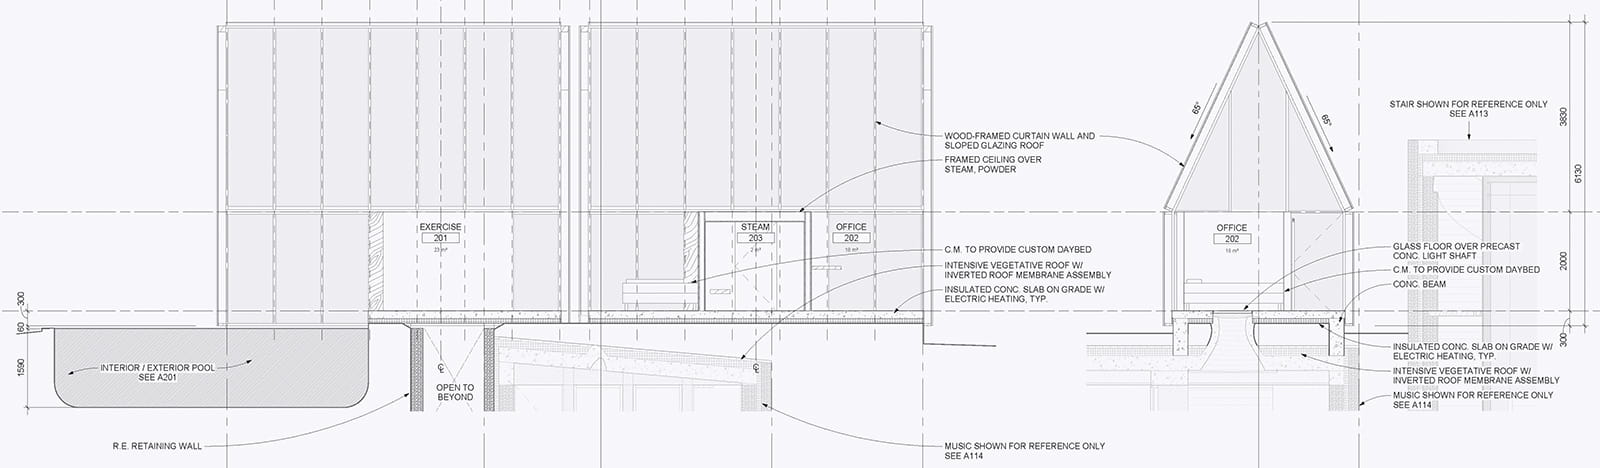 WOOD-FRAMED CURTAIN WALL AND
SLOPED GLAZING ROOF
FRAMED CEILING OVER
STEAM, POWDER
EXERCISE
201
23 m²
STEAM
203
2 m²
OFFICE
202
18 m²
C.M. TO PROVIDE CUSTOM DAYBED
INTENSIVE VEGETATIVE ROOF W/
INVERTED ROOF MEMBRANE ASSEMBLY
INSULATED CONC. SLAB ON GRADE W/
ELECTRIC HEATING, TYP.
300
160
1590
INTERIOR / EXTERIOR POOL
SEE A201
OPEN TO
BEYOND
R.E. RETAINING WALL
MUSIC SHOWN FOR REFERENCE ONLY
SEE A114
65°
65°
STAIR SHOWN FOR REFERENCE ONLY
SEE A113
3830
6130
2000
300
OFFICE
202
18 m²
GLASS FLOOR OVER PRECAST
CONC. LIGHT SHAFT
C.M. TO PROVIDE CUSTOM DAYBED
CONC. BEAM
INSULATED CONC. SLAB ON GRADE W/
ELECTRIC HEATING, TYP.
INTENSIVE VEGETATIVE ROOF W/
INVERTED ROOF MEMBRANE ASSEMBLY
MUSIC SHOWN FOR REFERENCE ONLY
SEE A114